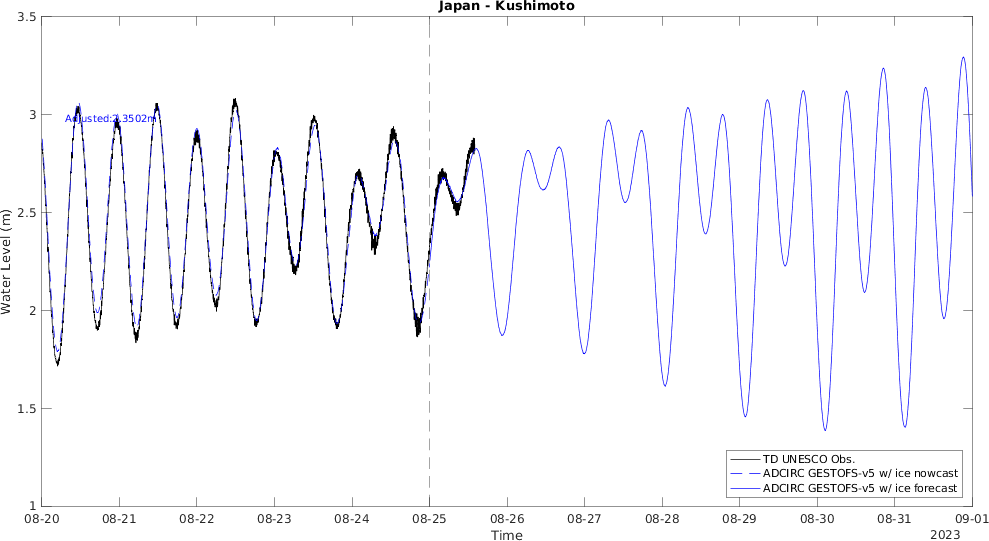 Japan - Kushimoto
3.5
3
2.5
2
1.5
1
Water Level (m)
Adjusted:2.3502m
08-20
08-21
08-22
08-23
08-24
08-25
08-26
08-27
08-28
08-29
08-30
08-31
09-01
Time
2023
TD UNESCO Obs.
ADCIRC GESTOFS-v5 w/ ice nowcast
ADCIRC GESTOFS-v5 w/ ice forecast